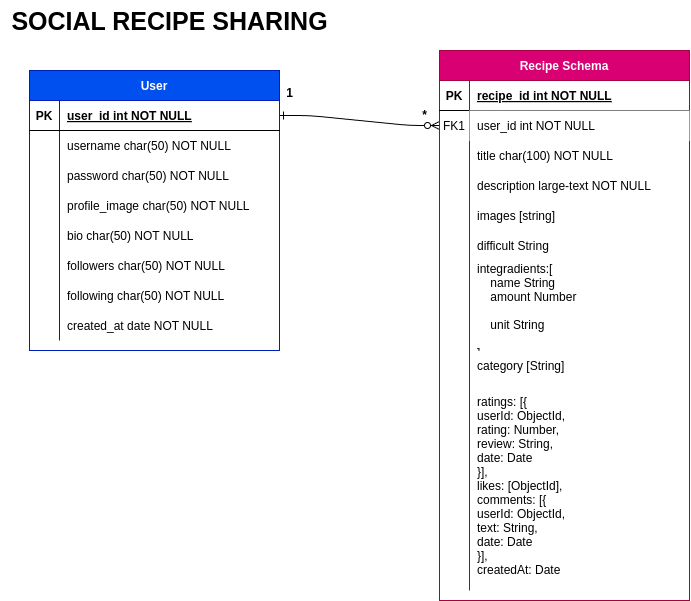 SOCIAL RECIPE SHARING
User
PK user_id int NOT NULL
username char(50) NOT NULL
password char(50) NOT NULL
profile_image char(50) NOT NULL
bio char(50) NOT NULL
followers char(50) NOT NULL
following char(50) NOT NULL
created_at date NOT NULL
1
*
Recipe Schema
PK recipe_id int NOT NULL
FK1 user_id int NOT NULL
title char(100) NOT NULL
description large-text NOT NULL
images [string]
difficult String
integradients:[
name String
amount Number
unit String
category [String]
ratings: [{
userId: ObjectId,
rating: Number,
review: String,
date: Date
}],
likes: [ObjectId],
comments: [{
userId: ObjectId,
text: String,
date: Date
}],
createdAt: Date